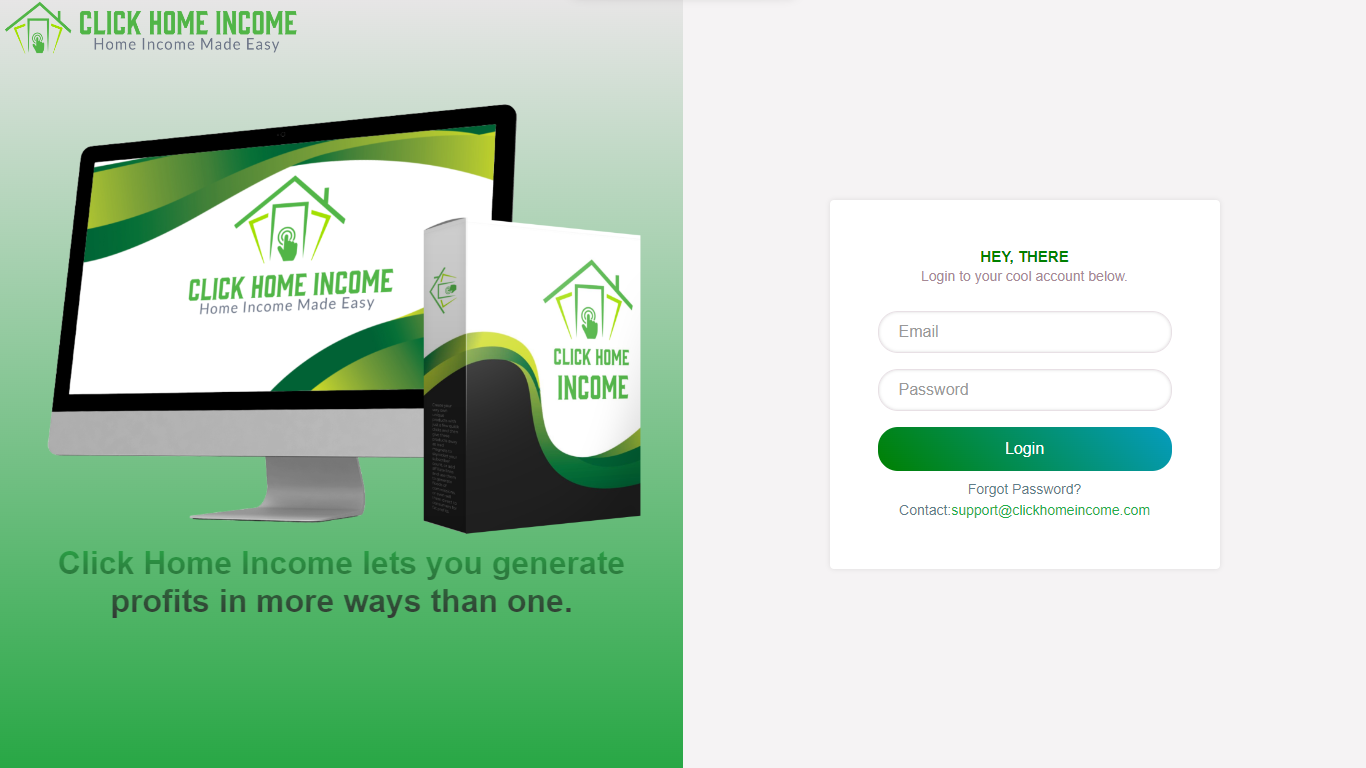 CLICK HOME INCOME
Home Income Made Easy
CLICK HOME INCOME
Home Income Made Easy
CLICK HOME
INCOME
Click Home Income lets you generate
profits in more ways than one.
HEY, THERE
Login to your cool account below.
Email
Password
Login
Forgot Password?
Contact:support@clickhomeincome.com